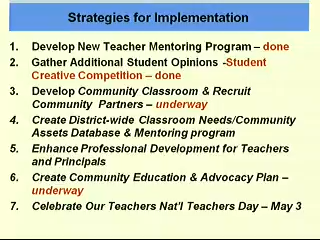 Strategies for Implementation
1. Develop New Teacher Mentoring Program – done
2. Gather Additional Student Opinions -Student
Creative Competition – done
3. Develop Community Classroom & Recruit
Community Partners – underway
4. Create District-wide Classroom Needs/Community
Assets Database & Mentoring program
5. Enhance Professional Development for Teachers
and Principals
6. Create Community Education & Advocacy Plan –
underway
7. Celebrate Our Teachers Nat'l Teachers Day – May 3